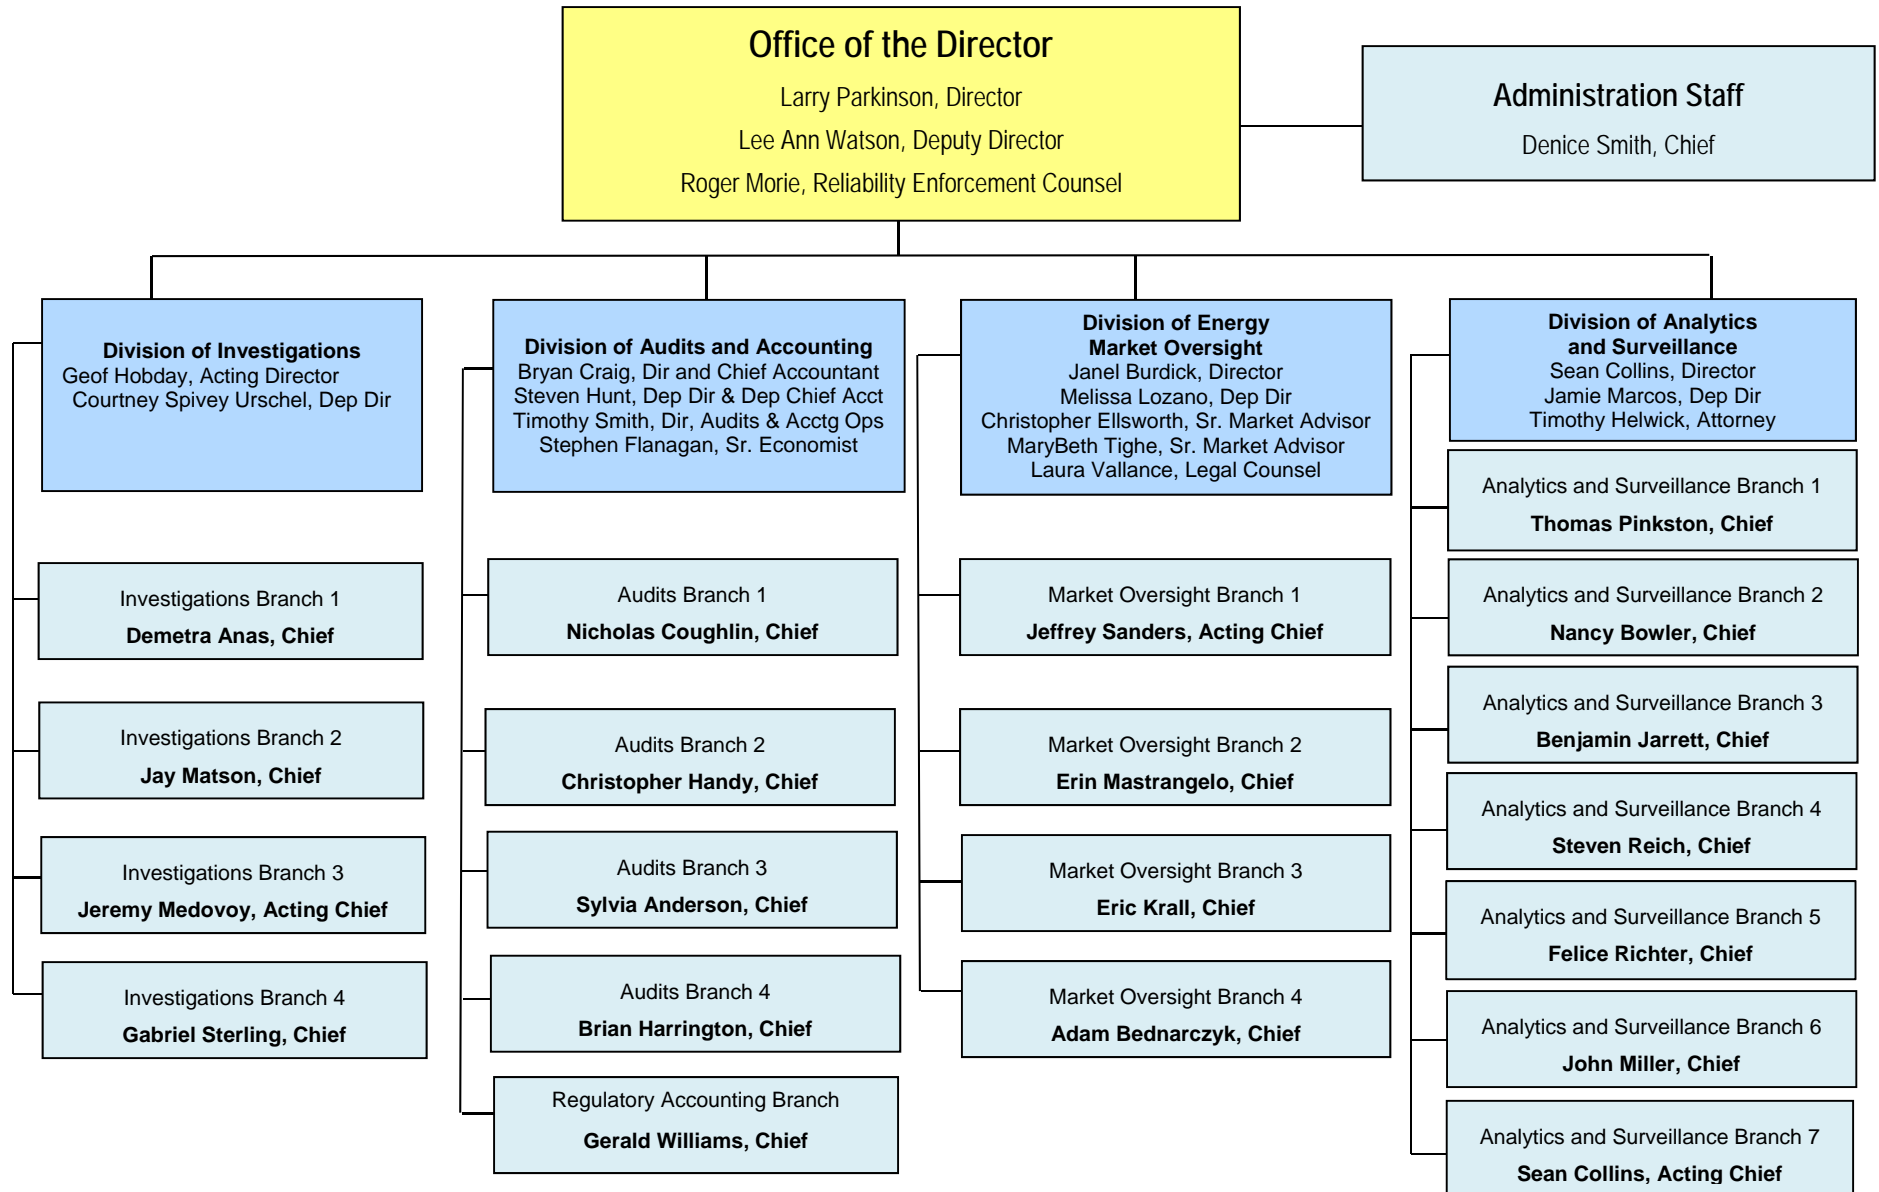 Office of the Director
Larry Parkinson, Director
Lee Ann Watson, Deputy Director
Roger Morie, Reliability Enforcement Counsel
Administration Staff
Denice Smith, Chief
Division of Investigations
Geof Hobday, Acting Director
Courtney Spivey Urschel, Dep Dir
Investigations Branch 1
Demetra Anas, Chief
Investigations Branch 2
Jay Matson, Chief
Investigations Branch 3
Jeremy Medovoy, Acting Chief
Investigations Branch 4
Gabriel Sterling, Chief
Division of Audits and Accounting
Bryan Craig, Dir and Chief Accountant
Steven Hunt, Dep Dir & Dep Chief Acct
Timothy Smith, Dir, Audits & Acctg Ops
Stephen Flanagan, Sr. Economist
Audits Branch 1
Nicholas Coughlin, Chief
Audits Branch 2
Christopher Handy, Chief
Audits Branch 3
Sylvia Anderson, Chief
Audits Branch 4
Brian Harrington, Chief
Regulatory Accounting Branch
Gerald Williams, Chief
Division of Energy
Market Oversight
Janel Burdick, Director
Melissa Lozano, Dep Dir
Christopher Ellsworth, Sr. Market Advisor
MaryBeth Tighe, Sr. Market Advisor
Laura Vallance, Legal Counsel
Market Oversight Branch 1
Jeffrey Sanders, Acting Chief
Market Oversight Branch 2
Erin Mastrangelo, Chief
Market Oversight Branch 3
Eric Krall, Chief
Market Oversight Branch 4
Adam Bednarczyk, Chief
Division of Analytics
and Surveillance
Sean Collins, Director
Jamie Marcos, Dep Dir
Timothy Helwick, Attorney
Analytics and Surveillance Branch 1
Thomas Pinkston, Chief
Analytics and Surveillance Branch 2
Nancy Bowler, Chief
Analytics and Surveillance Branch 3
Benjamin Jarrett, Chief
Analytics and Surveillance Branch 4
Steven Reich, Chief
Analytics and Surveillance Branch 5
Felice Richter, Chief
Analytics and Surveillance Branch 6
John Miller, Chief
Analytics and Surveillance Branch 7
Sean Collins, Acting Chief